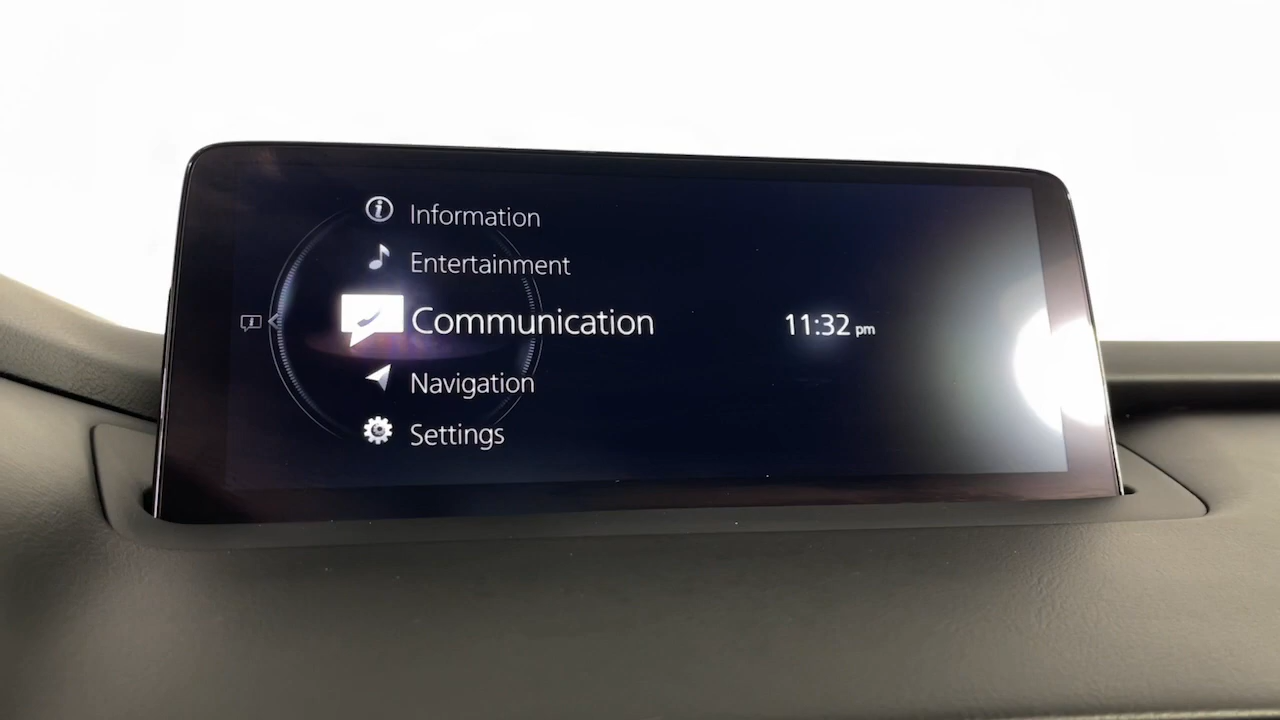 Information
Entertainment
Communication
11:32 pm
Navigation
Settings